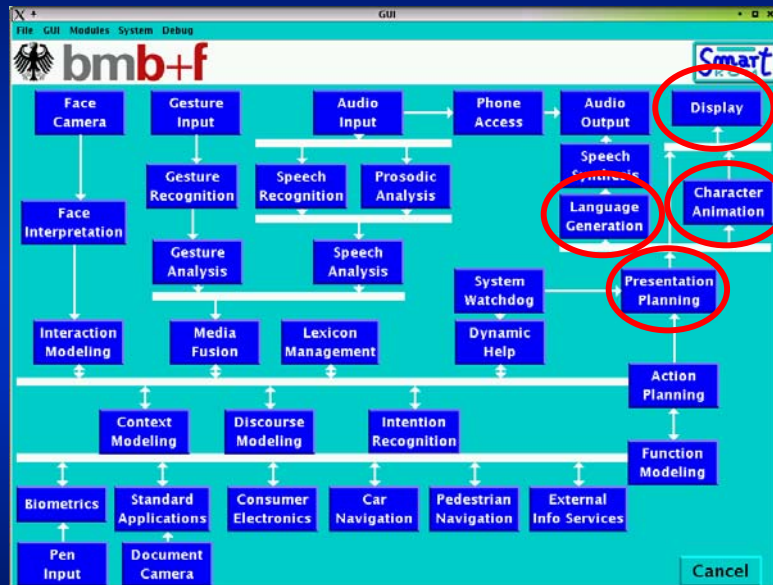 GUI
File GUI Modules System Debug
bmb+f
Smart
KOM
Face
Camera
Gesture
Input
Audio
Input
Phone
Access
Audio
Output
Display
Gesture
Recognition
Speech
Recognition
Prosodic
Analysis
Speech
Synthesis
Language
Generation
Character
Animation
Face
Interpretation
Gesture
Analysis
Speech
Analysis
System
Watchdog
Presentation
Planning
Interaction
Modeling
Media
Fusion
Lexicon
Management
Dynamic
Help
Action
Planning
Context
Modeling
Discourse
Modeling
Intention
Recognition
Function
Modeling
Biometrics
Standard
Applications
Consumer
Electronics
Car
Navigation
Pedestrian
Navigation
External
Info Services
Pen
Input
Document
Camera
Cancel